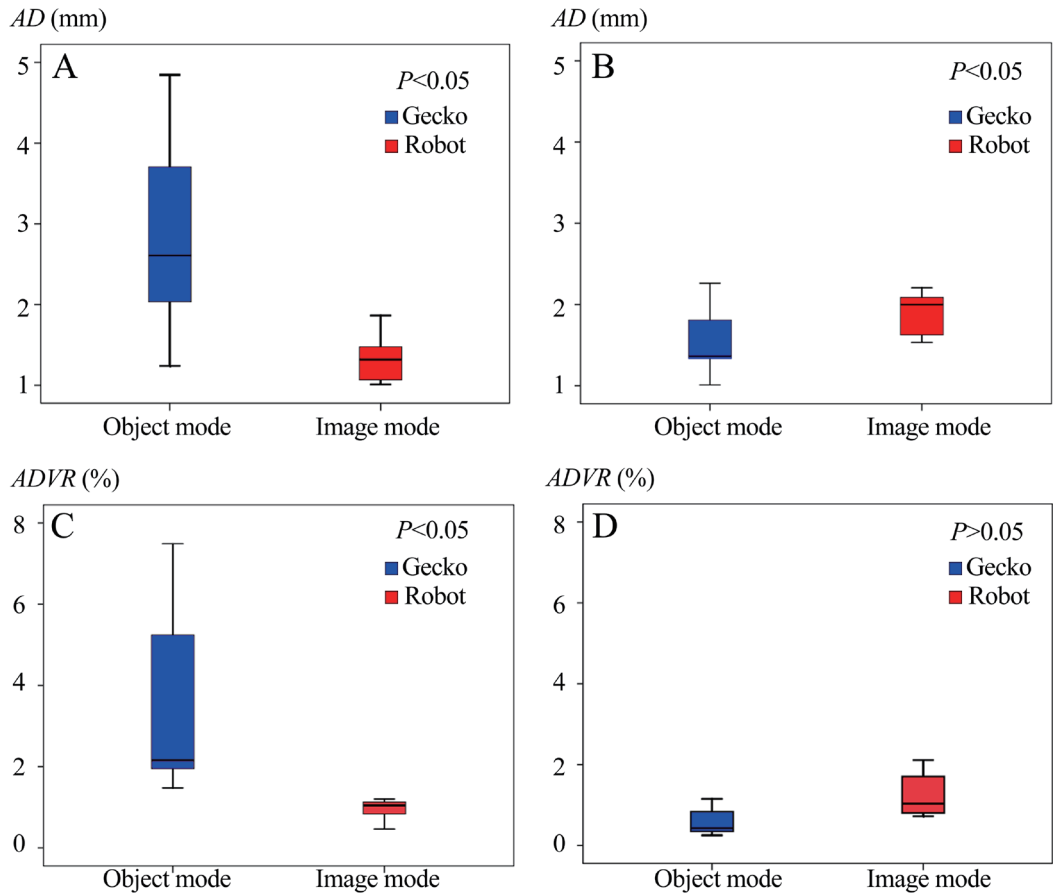 AD (mm)
A
P<0.05
Gecko
Robot
5
4
3
2
1
Object mode
Image mode
AD (mm)
B
P<0.05
Gecko
Robot
5
4
3
2
1
Object mode
Image mode
ADVR (%)
C
P<0.05
Gecko
Robot
8
6
4
2
0
Object mode
Image mode
ADVR (%)
D
P>0.05
Gecko
Robot
8
6
4
2
0
Object mode
Image mode